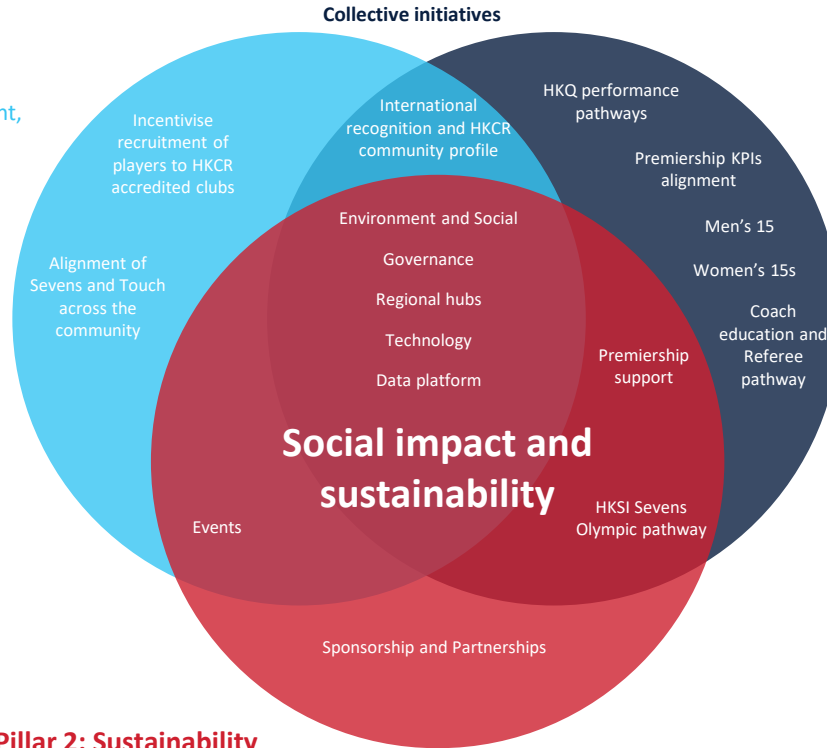 Collective initiatives
nt,
Incentivise
recruitment of
players to HKCR
accredited clubs
Alignment of
Sevens and Touch
across the
community
International
recognition and HKCR
community profile
HKQ performance
pathways
Premiership KPIs
alignment
Men's 15
Women's 15s
Coach
education and
Referee
pathway
Environment and Social
Governance
Regional hubs
Technology
Data platform
Premiership
support
Social impact and
sustainability
Events
HKSI Sevens
Olympic pathway
Sponsorship and Partnerships
Pillar 2: Sustainability